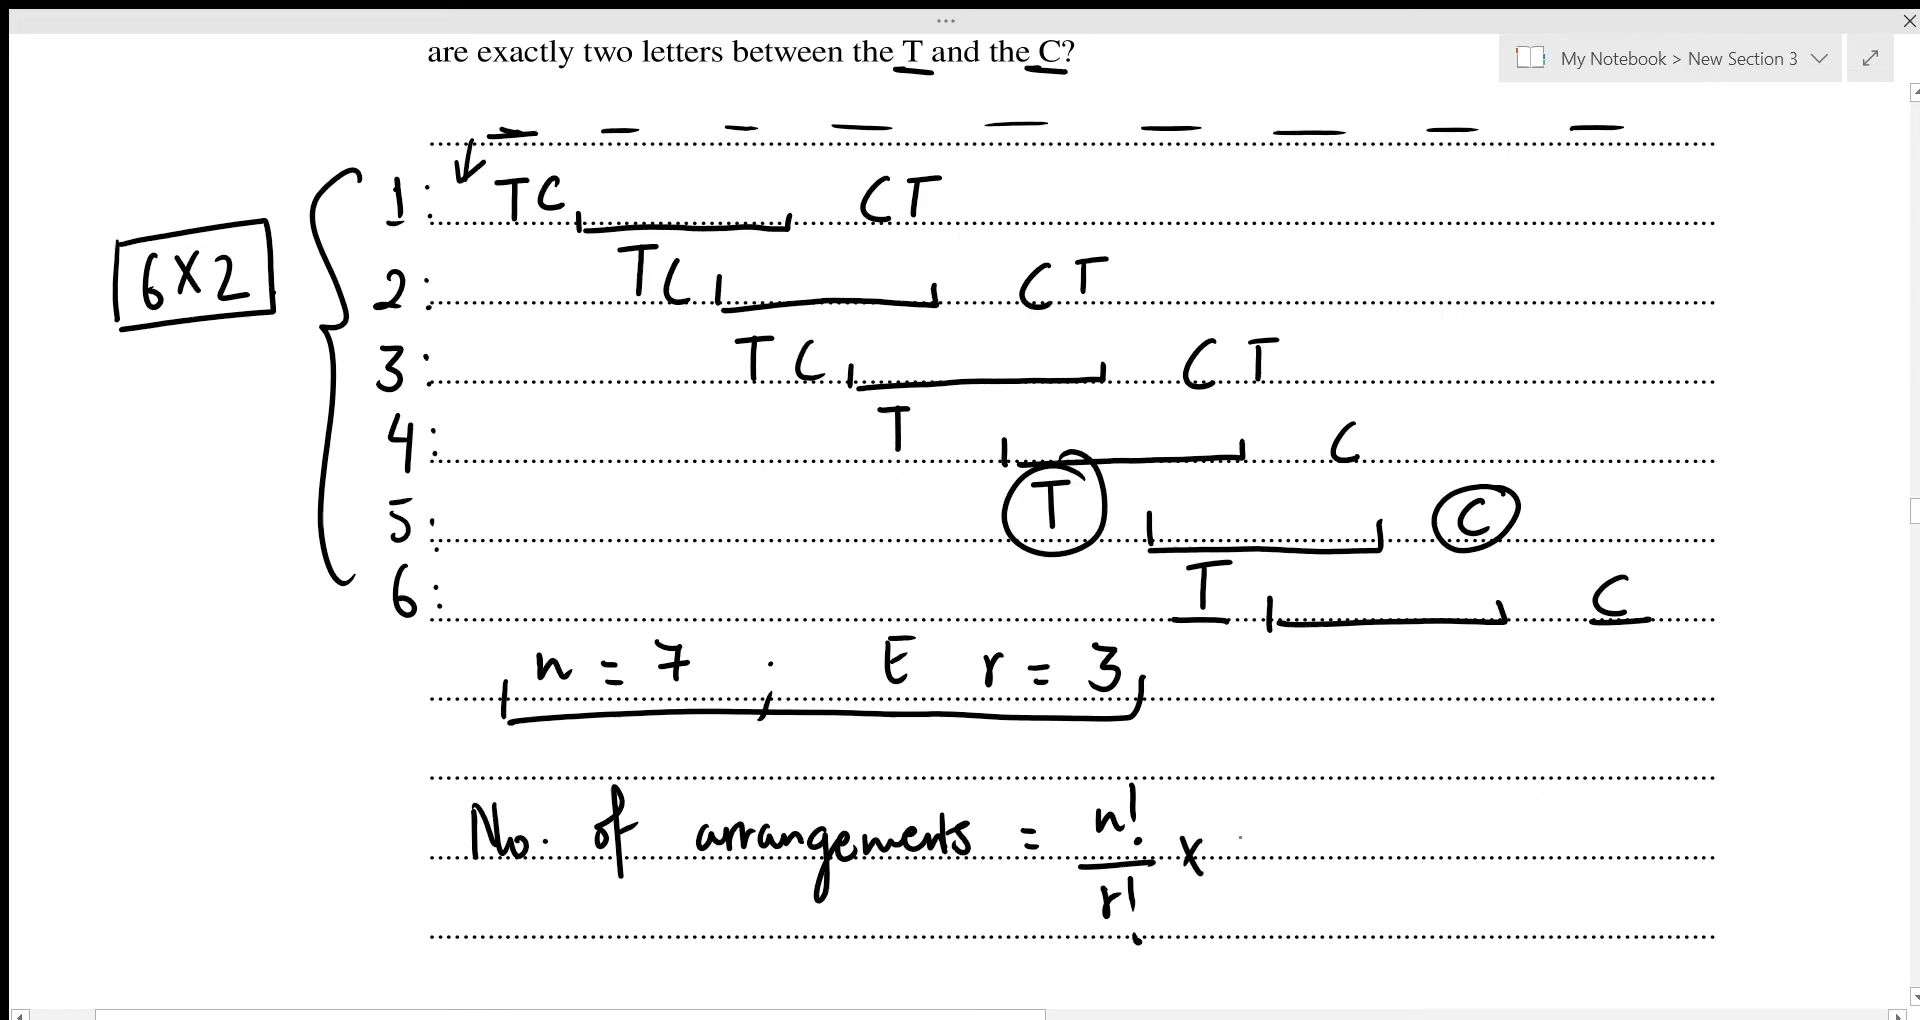 are exactly two letters between the T and the C?
My Notebook > New Section 3
1: TC CT
2: TC CT
6X2
3: TC CT
4: T C
5: T C
6: T C
n = 7 ; E r = 3
No. of arrangements = n!/r! x